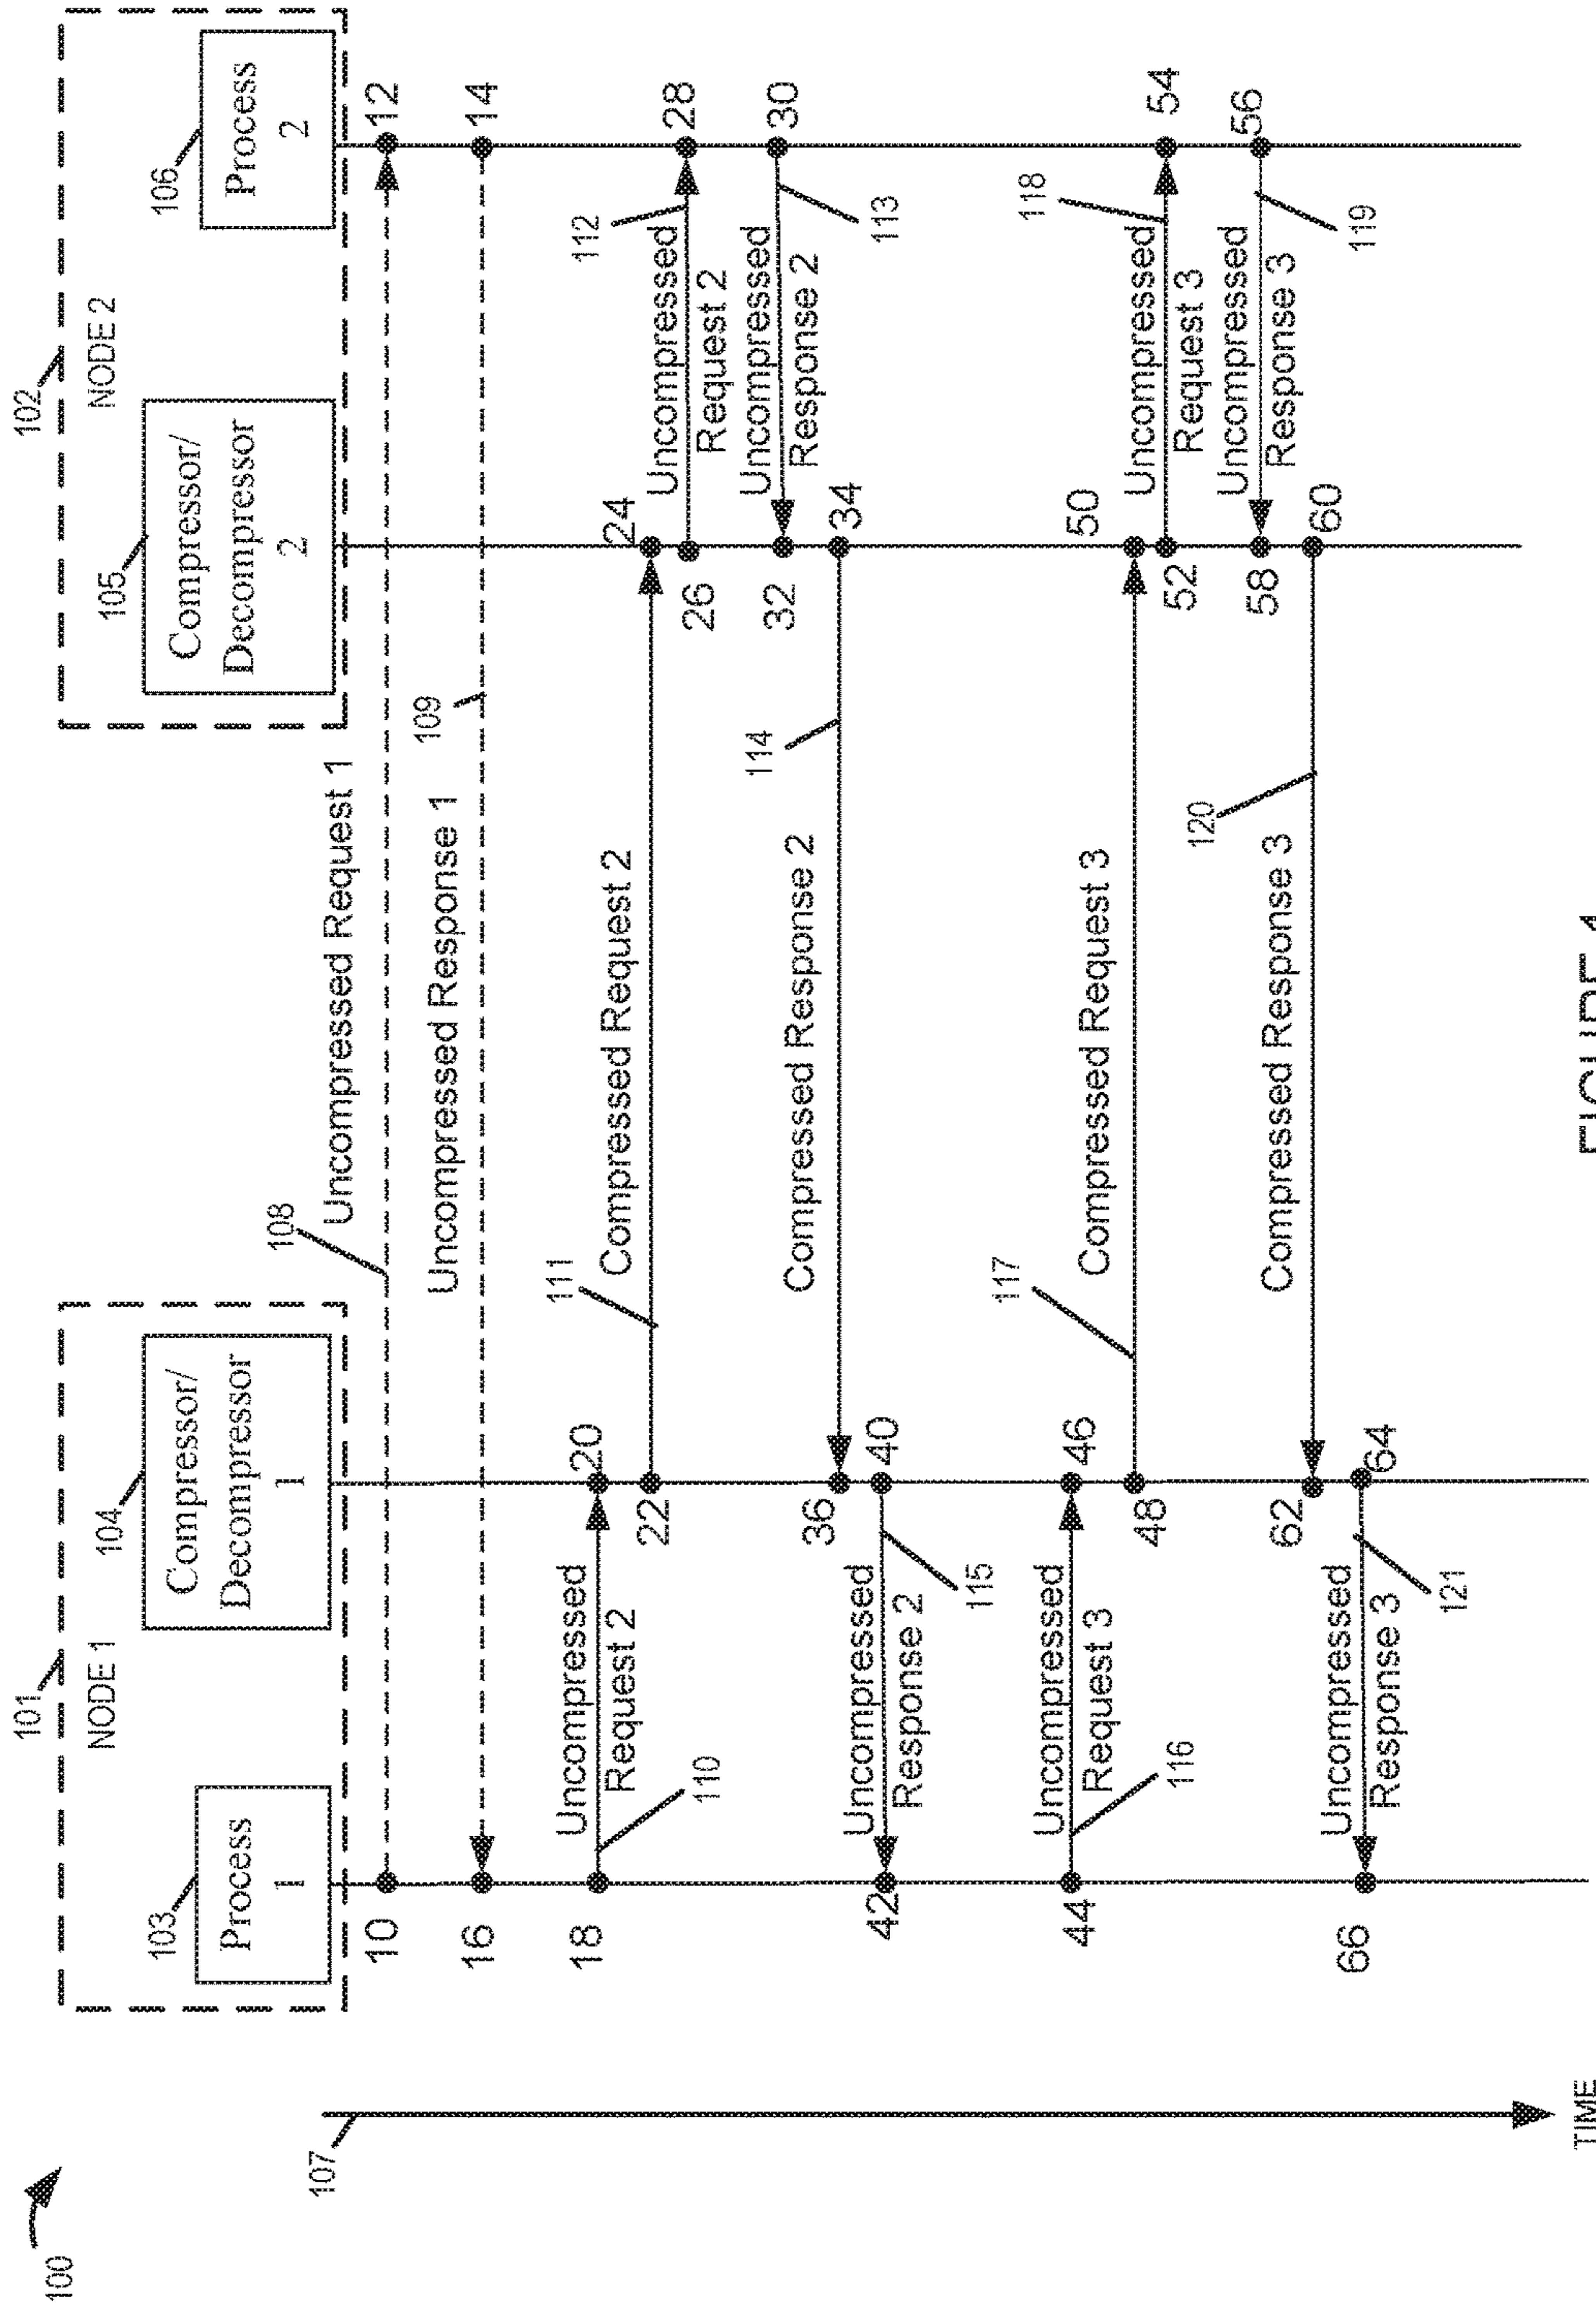 100
101
NODE 1
103
Process
1
104
Compressor/
Decompressor
1
102
NODE 2
105
Compressor/
Decompressor
2
106
Process
2
107
TIME
108
Uncompressed Request 1
10
12
109
Uncompressed Response 1
16
14
18
Uncompressed
Request 2
110
20
22
111
Compressed Request 2
24
26
Uncompressed
Request 2
112
28
30
Uncompressed
Response 2
113
32
34
Compressed Response 2
114
36
40
Uncompressed
Response 2
115
42
44
Uncompressed
Request 3
116
46
48
117
Compressed Request 3
50
52
Uncompressed
Request 3
118
54
56
Uncompressed
Response 3
119
58
60
Compressed Response 3
120
62
64
Uncompressed
Response 3
121
66